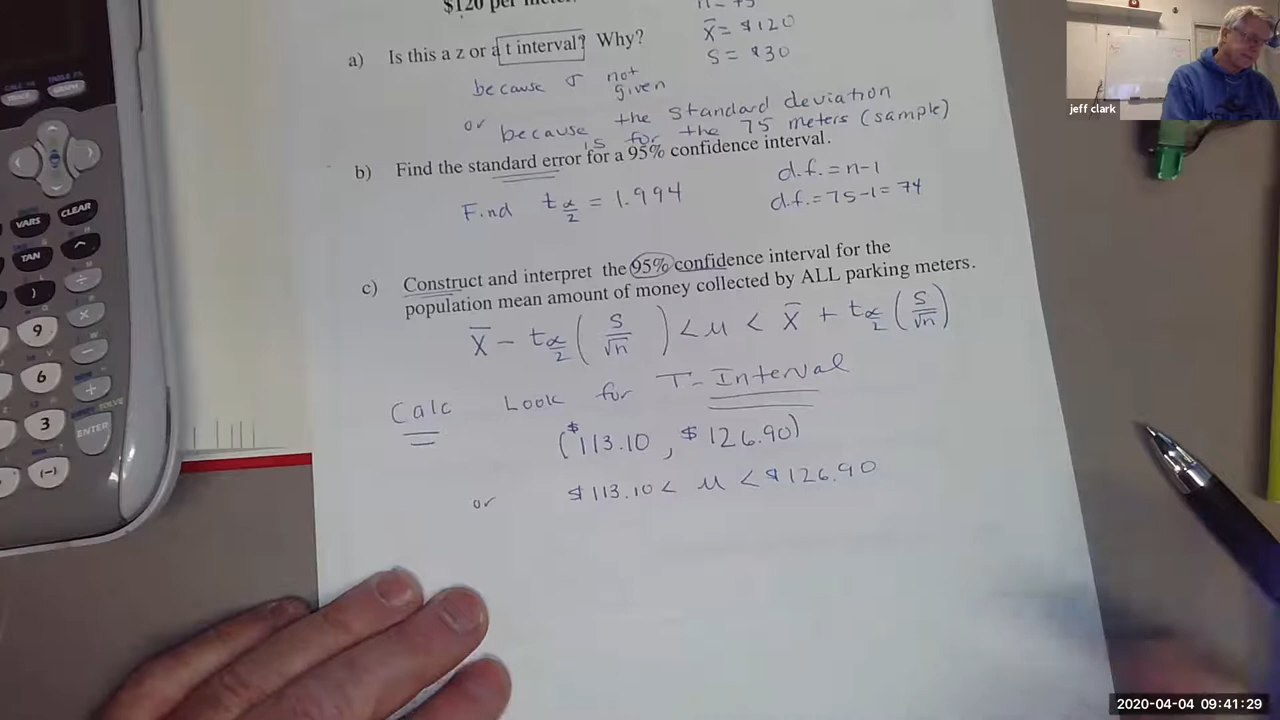 $120 per meter.
n = 75
x̄ = $120
s = $30
a) Is this a z or a t interval? Why?
because σ not given
or because the standard deviation
is for the 75 meters (sample)
b) Find the standard error for a 95% confidence interval.
d.f. = n-1
Find t α/2 = 1.994
d.f. = 75-1 = 74
c) Construct and interpret the 95% confidence interval for the
population mean amount of money collected by ALL parking meters.
x̄ - t α/2 (s/√n) < μ < x̄ + t α/2 (s/√n)
Calc Look for T-Interval
($113.10, $126.90)
or $113.10 < μ < $126.90
jeff clark
VARS
CLEAR
TAN
^
÷
)
×
9
−
6
+
3
ENTER
(-)
2020-04-04 09:41:29